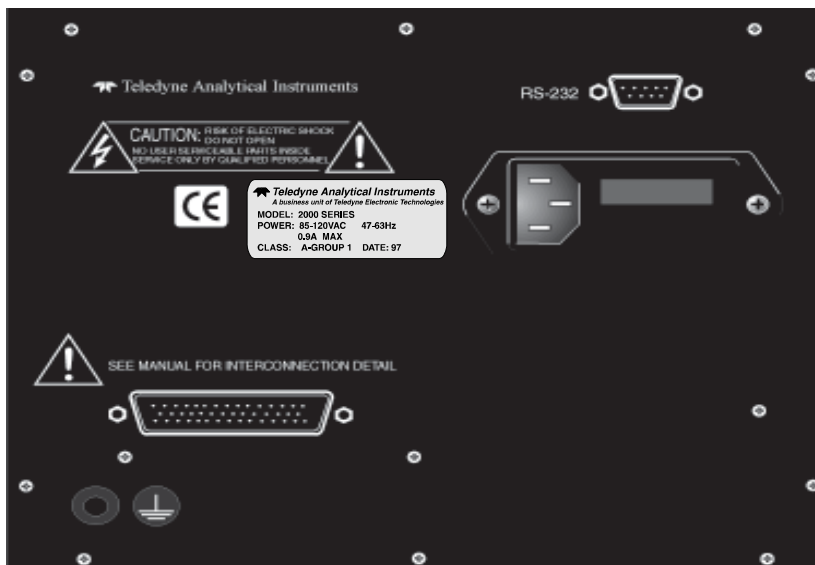 Teledyne Analytical Instruments
RS-232
CAUTION: RISK OF ELECTRIC SHOCK
DO NOT OPEN
NO USER SERVICEABLE PARTS INSIDE
SERVICE ONLY BY QUALIFIED PERSONNEL
CE
Teledyne Analytical Instruments
A business unit of Teledyne Electronic Technologies
MODEL: 2000 SERIES
POWER: 85-120VAC 47-63Hz
0.9A MAX
CLASS: A-GROUP 1 DATE: 97
SEE MANUAL FOR INTERCONNECTION DETAIL